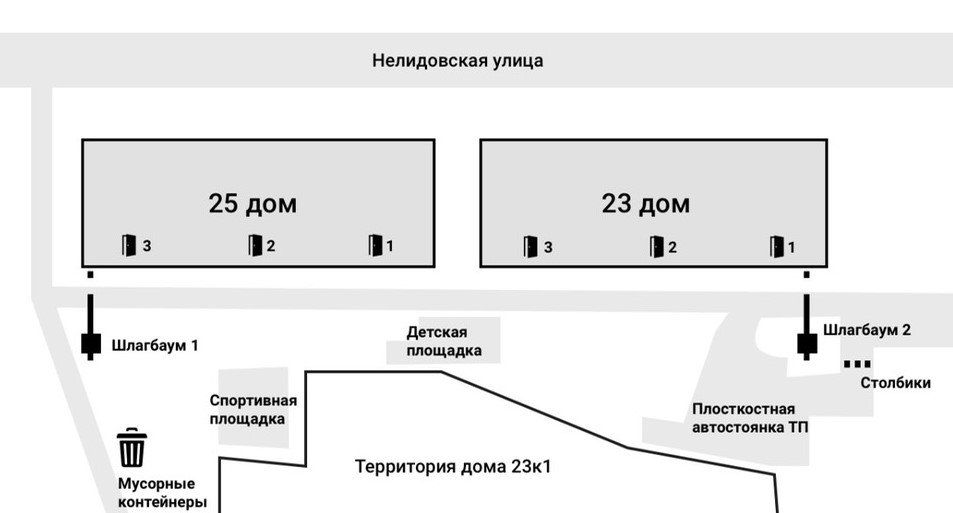 Нелидовская улица
25 дом
23 дом
3
2
1
3
2
1
Шлагбаум 1
Детская
площадка
Шлагбаум 2
Столбики
Спортивная
площадка
Плосткостная
автостоянка ТП
Территория дома 23к1
Мусорные
контейнеры